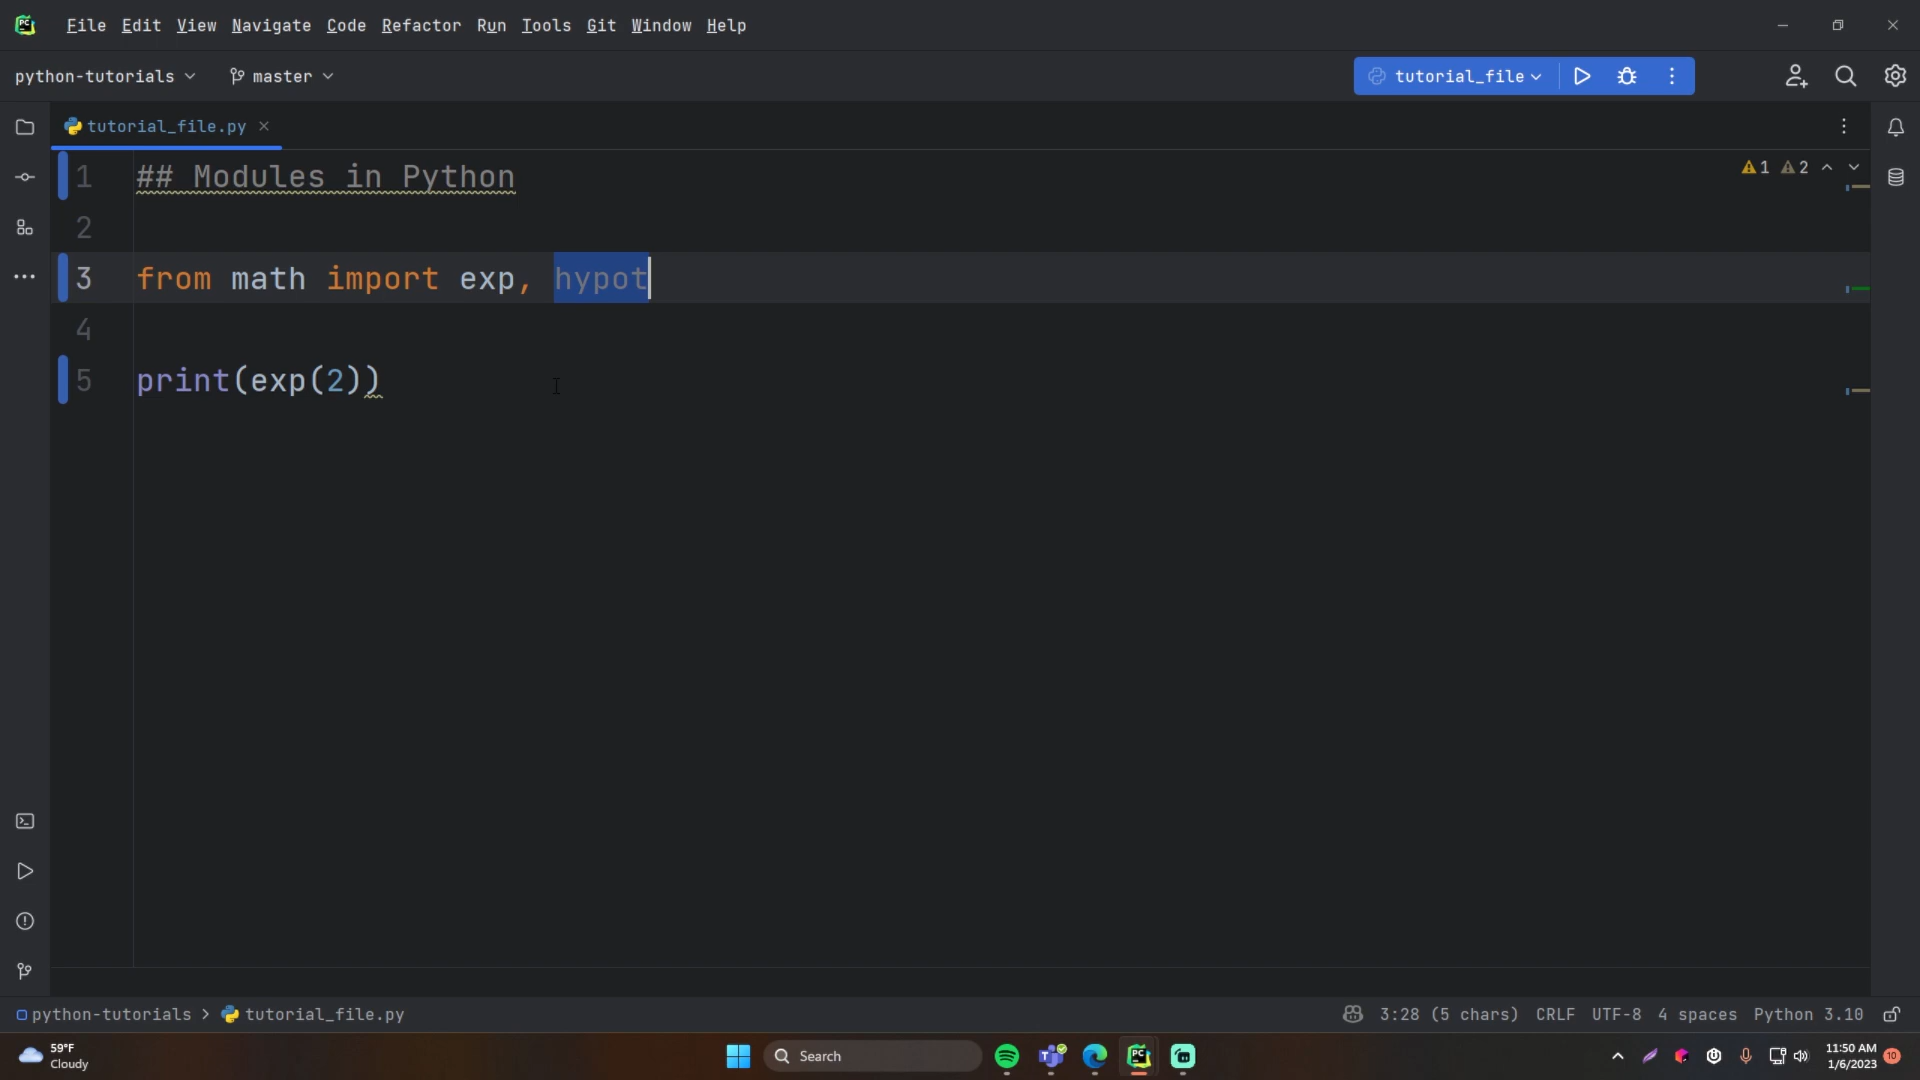 File Edit View Navigate Code Refactor Run Tools Git Window Help
python-tutorials master tutorial_file
tutorial_file.py
1 ## Modules in Python
1 2
2
3 from math import exp, hypot
4
5 print(exp(2))
python-tutorials > tutorial_file.py 3:28 (5 chars) CRLF UTF-8 4 spaces Python 3.10
59°F
Cloudy
Search
11:50 AM
1/6/2023
10